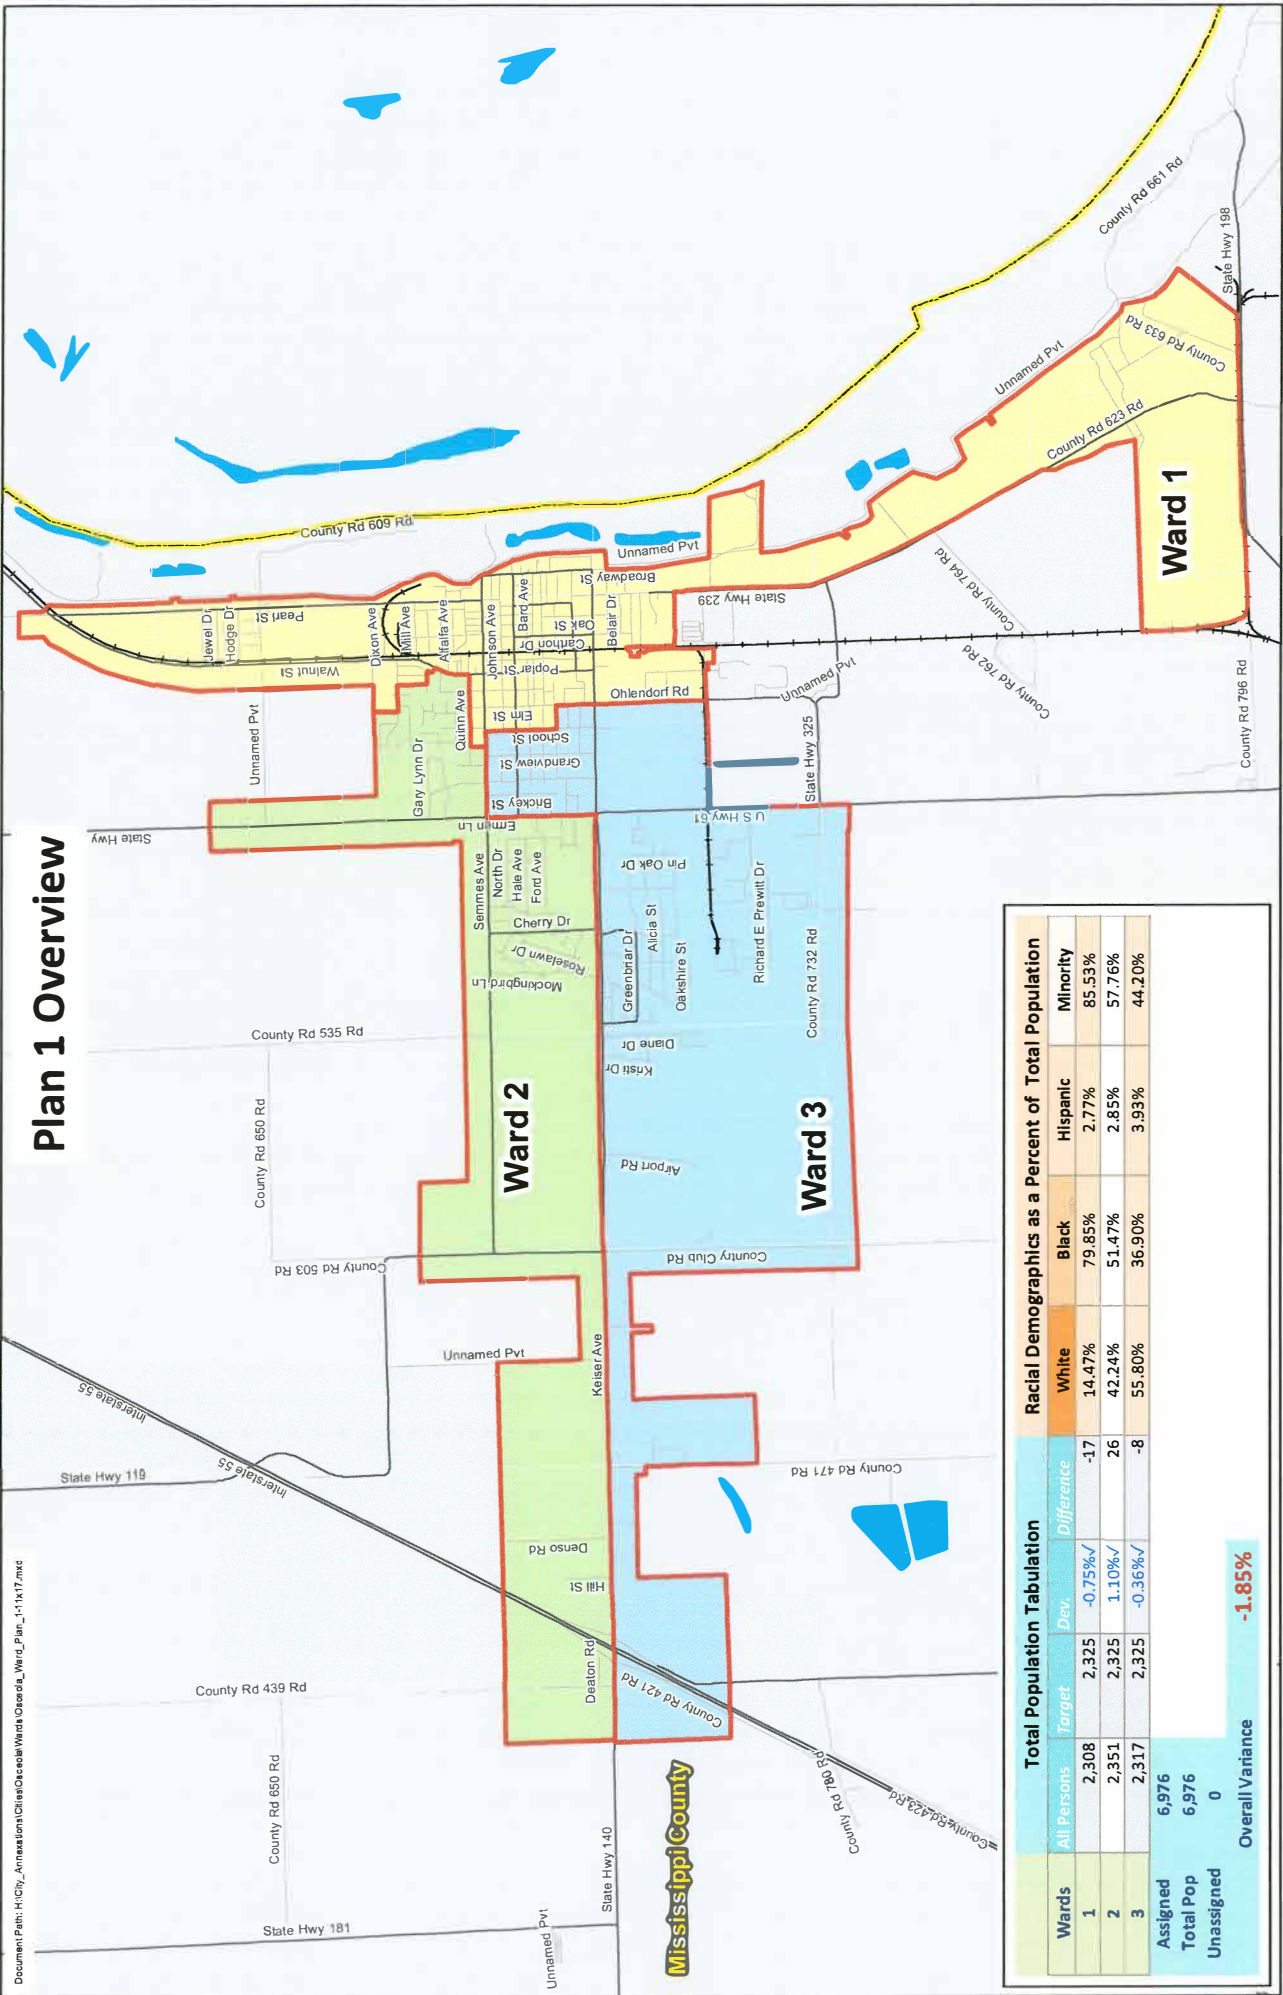 Document Path: H:\City_Annexations\Cities\Osceola\Wards\Osceola_Ward_Plan_1-11x17.mxd
Plan 1 Overview
State Hwy 181
County Rd 650 Rd
County Rd 439 Rd
State Hwy 119
Interstate 55
Interstate 55
County Rd 503 Rd
County Rd 650 Rd
County Rd 535 Rd
State Hwy
Unnamed Pvt
Walnut St
Jewel Dr
Hodge Dr
Pearl St
County Rd 609 Rd
Dixon Ave
Mill Ave
Alfalfa Ave
Johnson Ave
Bard Ave
Gary Lynn Dr
Quinn Ave
Poplar St
Carthon Dr
Oak St
Broadway St
Belair Dr
Elm St
School St
Grandview St
Brickey St
Ermen Ln
Ohlendorf Rd
Unnamed Pvt
Semmes Ave
North Dr
Hale Ave
Ford Ave
Cherry Dr
Roselawn Dr
Mockingbird Ln
Ward 2
Unnamed Pvt
Keiser Ave
Denso Rd
Hill St
Deaton Rd
County Rd 421 Rd
State Hwy 140
Unnamed Pvt
Mississippi County
Greenbriar Dr
Alicia St
Oakshire St
Pin Oak Dr
Diane Dr
Kristi Dr
Airport Rd
Country Club Rd
U S Hwy 61
Richard E Prewitt Dr
County Rd 732 Rd
Ward 3
County Rd 471 Rd
County Rd 780 Rd
County Rd 423 Rd
State Hwy 239
Unnamed Pvt
State Hwy 325
County Rd 764 Rd
County Rd 762 Rd
County Rd 796 Rd
Unnamed Pvt
County Rd 623 Rd
County Rd 633 Rd
County Rd 661 Rd
State Hwy 198
Ward 1
Total Population Tabulation Racial Demographics as a Percent of Total Population
Wards All Persons Target Dev. Difference White Black Hispanic Minority
1 2,308 2,325 -0.75%✓ -17 14.47% 79.85% 2.77% 85.53%
2 2,351 2,325 1.10%✓ 26 42.24% 51.47% 2.85% 57.76%
3 2,317 2,325 -0.36%✓ -8 55.80% 36.90% 3.93% 44.20%
Assigned 6,976
Total Pop 6,976
Unassigned 0
Overall Variance -1.85%